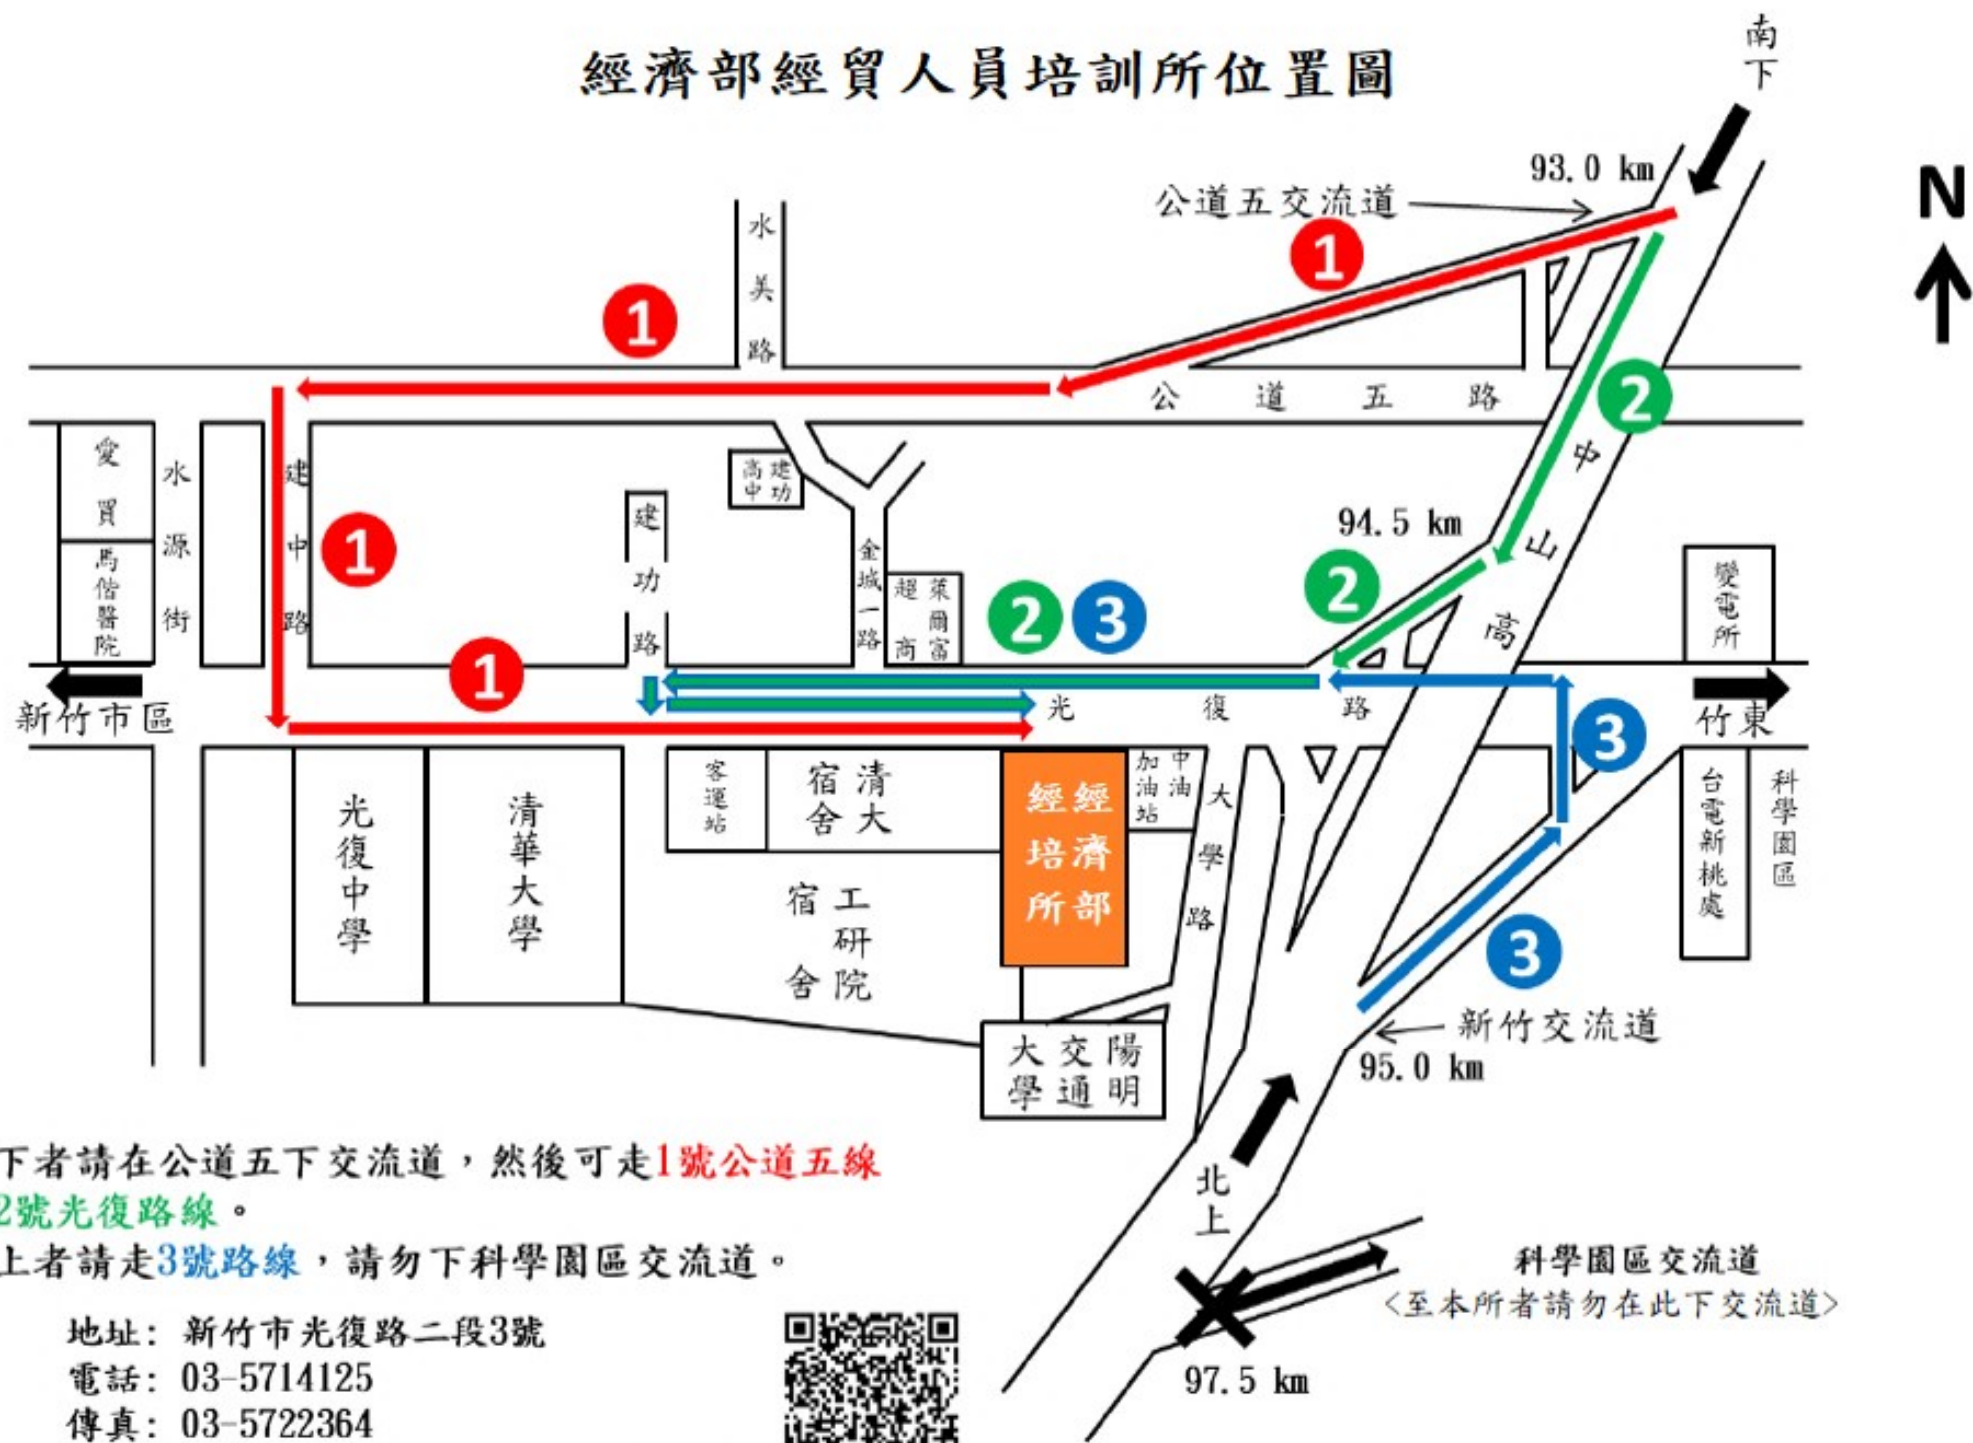 經濟部經貿人員培訓所位置圖
南下
N
93.0 km
公道五交流道
1
1
水美路
公道五路
2
中山高
愛買
水源街
建中路
建功高中
馬偕醫院
1
建功路
金城一路
萊爾富超商
94.5 km
2
2
3
變電所
1
新竹市區
光復路
竹東
3
光復中學
清華大學
客運站
清大宿舍
經濟部經培所
中油加油站
大學路
台電新桃處
科學園區
工研院宿舍
3
新竹交流道
95.0 km
陽明交通大學
下者請在公道五下交流道，然後可走1號公道五線
2號光復路線。
上者請走3號路線，請勿下科學園區交流道。
北上
科學園區交流道
<至本所者請勿在此下交流道>
97.5 km
地址: 新竹市光復路二段3號
電話: 03-5714125
傳真: 03-5722364